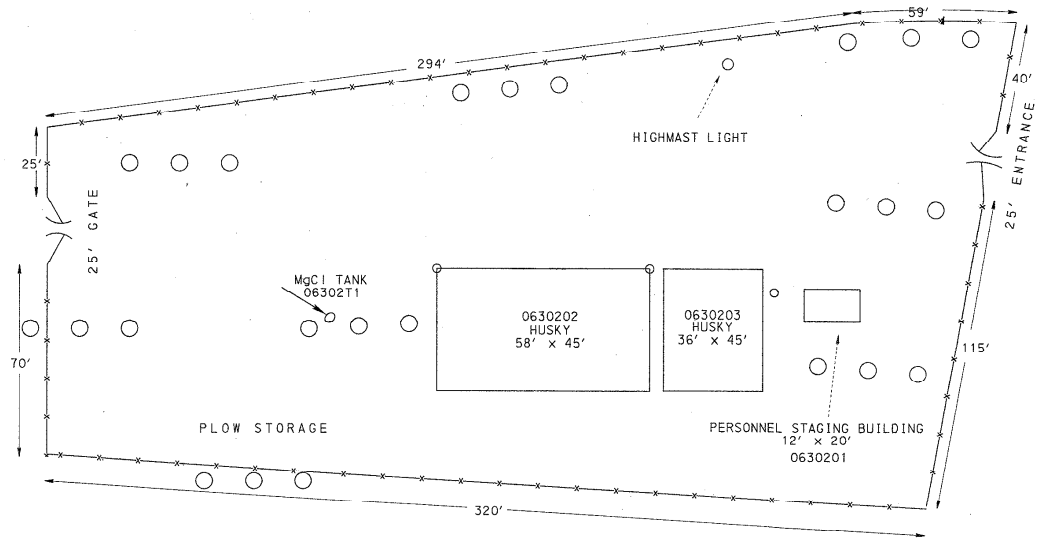 59'
294'
40'
HIGHMAST LIGHT
25'
25' ENTRANCE
25' GATE
MgCl TANK
06302T1
0630202
HUSKY
58' × 45'
0630203
HUSKY
36' × 45'
70'
115'
PLOW STORAGE
PERSONNEL STAGING BUILDING
12' × 20'
0630201
320'